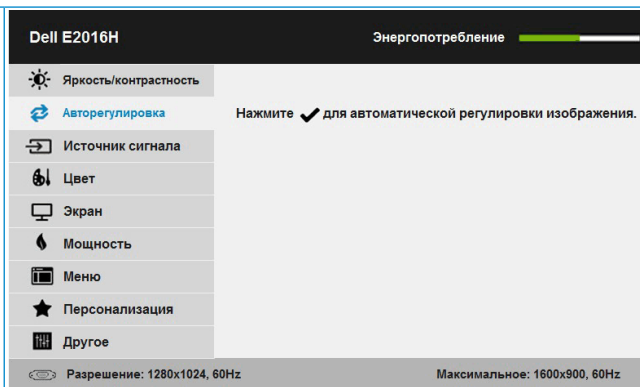 Dell E2016H
Энергопотребление
Яркость/контрастность
Авторегулировка
Нажмите ✔ для автоматической регулировки изображения.
Источник сигнала
Цвет
Экран
Мощность
Меню
Персонализация
Другое
Разрешение: 1280x1024, 60Hz
Максимальное: 1600x900, 60Hz